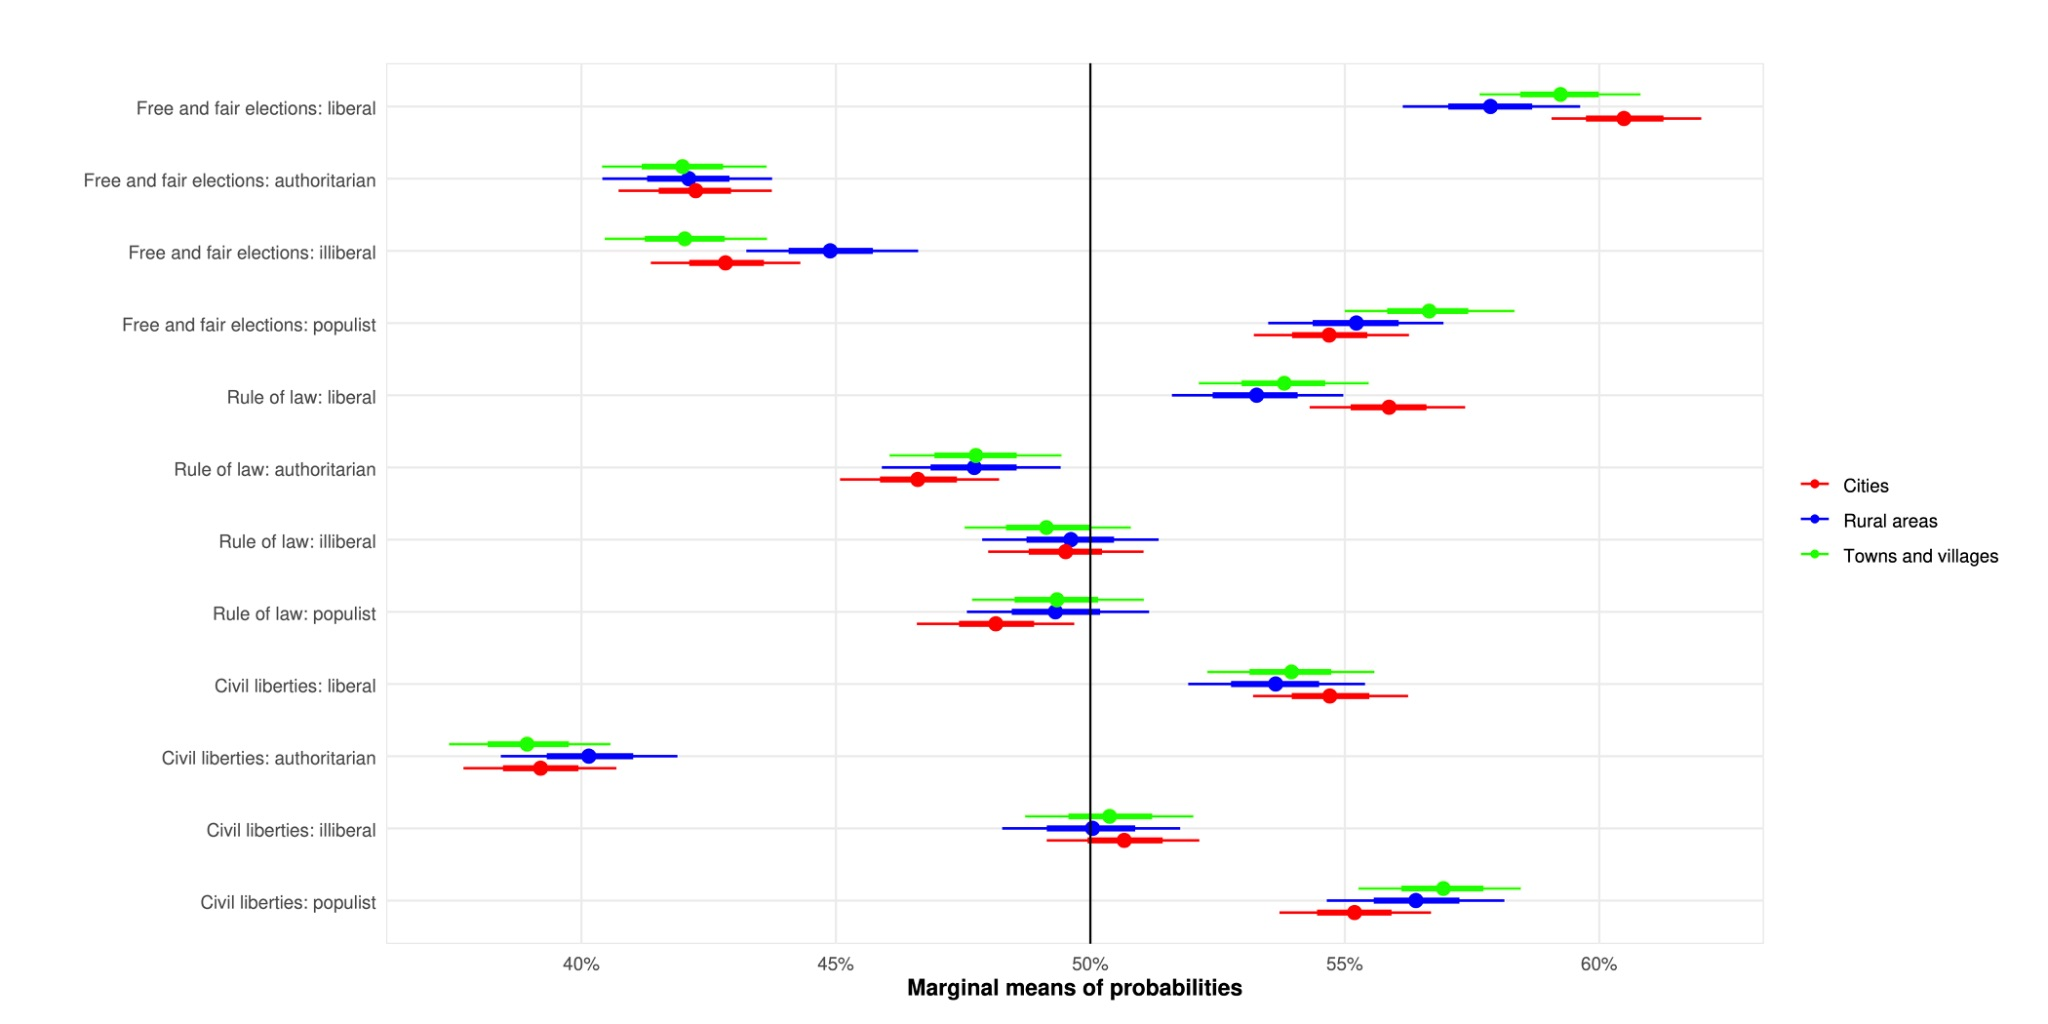 Free and fair elections: liberal
Free and fair elections: authoritarian
Free and fair elections: illiberal
Free and fair elections: populist
Rule of law: liberal
Rule of law: authoritarian
Rule of law: illiberal
Rule of law: populist
Civil liberties: liberal
Civil liberties: authoritarian
Civil liberties: illiberal
Civil liberties: populist
40% 45% 50% 55% 60%
Marginal means of probabilities
Cities
Rural areas
Towns and villages